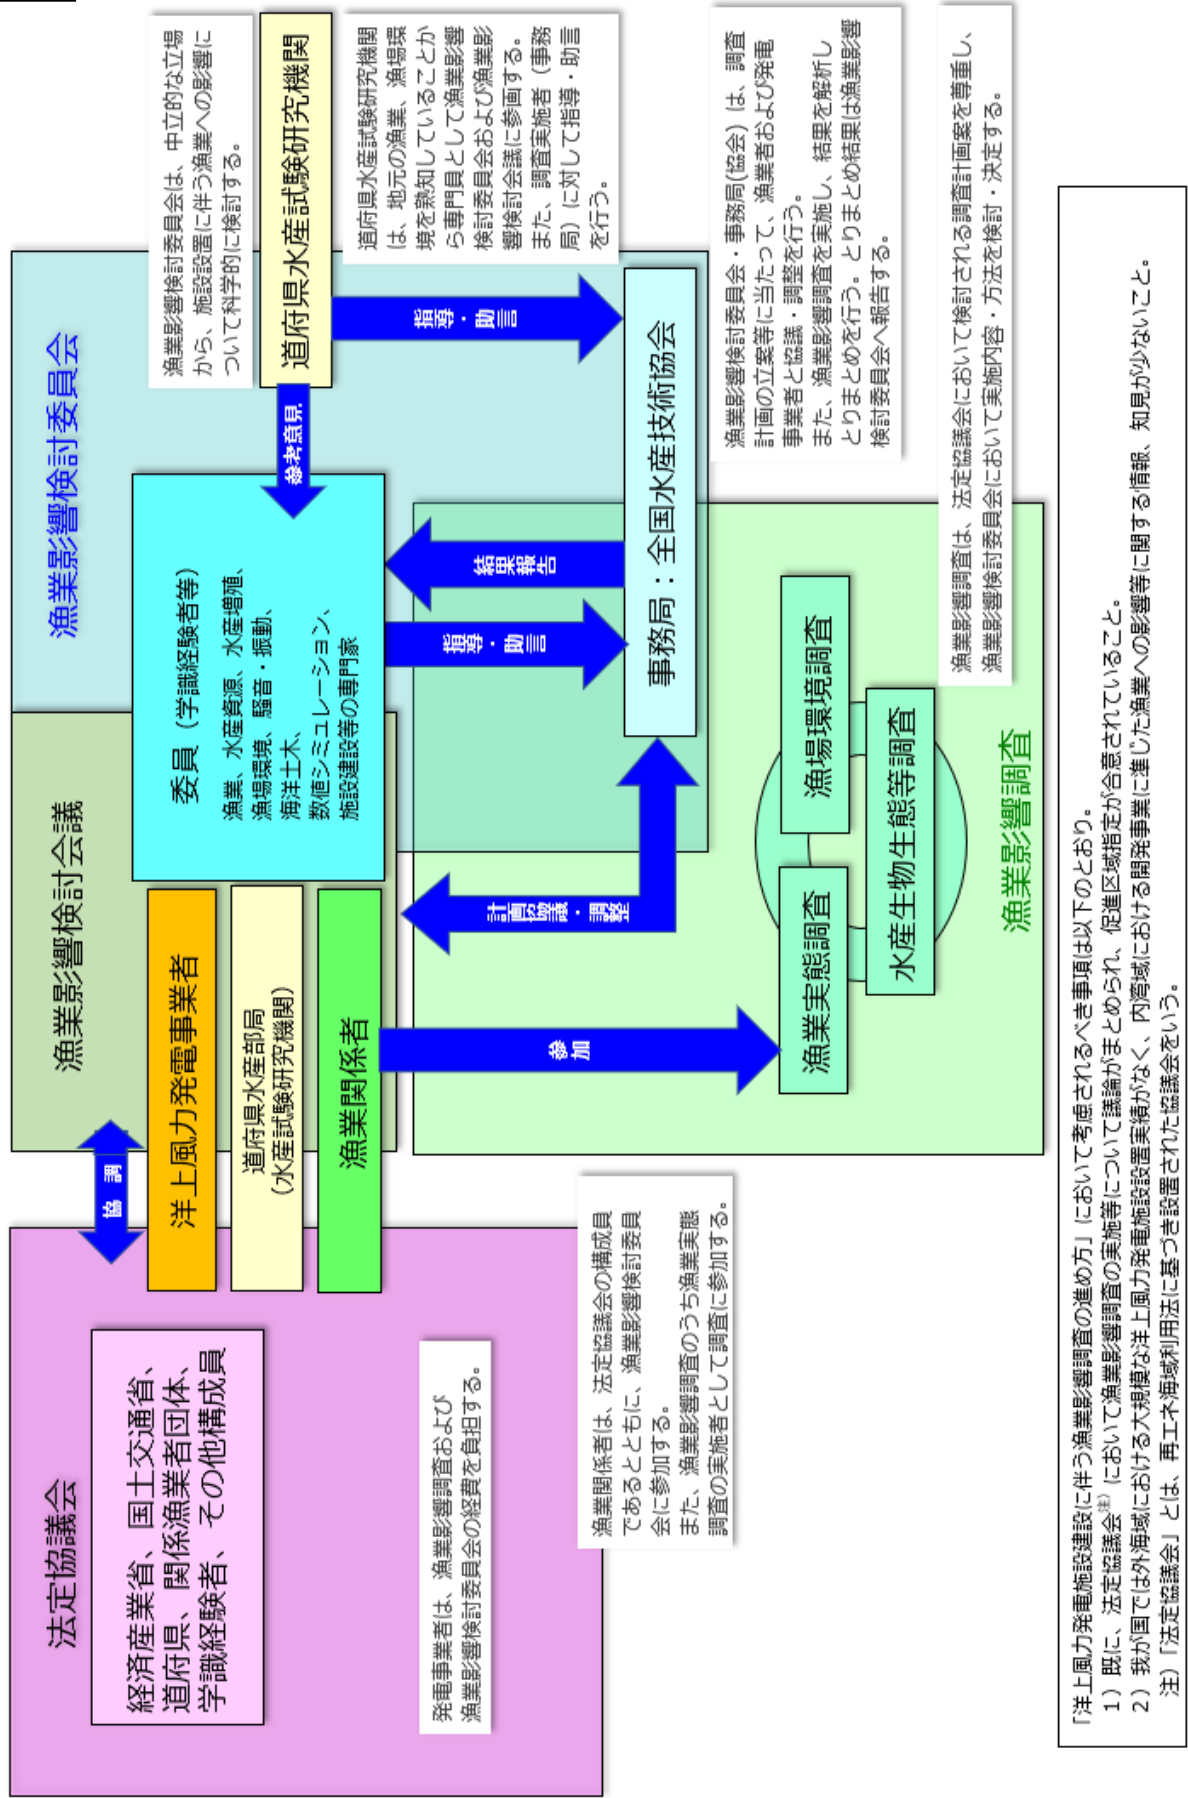 法定協議会
経済産業省、国土交通省、
道府県、関係漁業者団体、
学識経験者、その他構成員
発電事業者は、漁業影響調査および
漁業影響検討委員会の経費を負担する。
協 調
漁業影響検討会議
洋上風力発電事業者
道府県水産部局
(水産試験研究機関)
漁業関係者
漁業関係者は、法定協議会の構成員
であるとともに、漁業影響検討委員
会に参加する。
また、漁業影響調査のうち漁業実態
調査の実施者として調査に参加する。
漁業影響検討委員会
委員(学識経験者等)
漁業、水産資源、水産増殖、
漁場環境、騒音・振動、
海洋土木、
数値シミュレーション、
施設建設等の専門家
漁業影響検討委員会は、中立的な立場
から、施設設置に伴う漁業への影響に
ついて科学的に検討する。
道府県水産試験研究機関
参考意見
指導・助言
道府県水産試験研究機関
は、地元の漁業、漁場環
境を熟知していることか
ら専門員として漁業影響
検討委員会および漁業影
響検討会議に参画する。
また、調査実施者(事務
局)に対して指導・助言
を行う。
結果報告
指導・助言
事務局:全国水産技術協会
計画協議・調整
参加
漁業影響検討委員会・事務局(協会)は、調査
計画の立案等に当たって、漁業者および発電
事業者と協議・調整を行う。
また、漁業影響調査を実施し、結果を解析し
とりまとめを行う。とりまとめ結果は漁業影響
検討委員会へ報告する。
漁業実態調査
漁場環境調査
水産生物生態等調査
漁業影響調査
漁業影響調査は、法定協議会において検討される調査計画案を尊重し、
漁業影響検討委員会において実施内容・方法を検討・決定する。
「洋上風力発電施設建設に伴う漁業影響調査の進め方」において考慮されるべき事項は以下のとおり。
1)既に、法定協議会注)において漁業影響調査の実施等について議論がまとめられ、促進区域指定が合意されていること。
2)我が国では外海域における大規模な洋上風力発電施設設置実績がなく、内湾域における開発事業に準じた漁業への影響等に関する情報、知見が少ないこと。
注)「法定協議会」とは、再エネ海域利用法に基づき設置された協議会をいう。